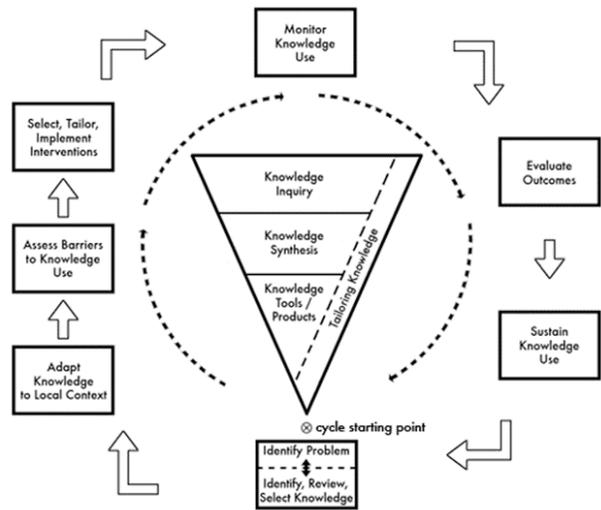 Monitor
Knowledge
Use
Select, Tailor,
Implement
Interventions
Evaluate
Outcomes
Knowledge
Inquiry
Knowledge
Synthesis
Knowledge
Tools /
Products
Tailoring Knowledge
Assess Barriers
to Knowledge
Use
Sustain
Knowledge
Use
Adapt
Knowledge
to Local Context
⊗ cycle starting point
Identify Problem
Identify, Review,
Select Knowledge